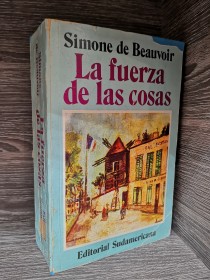 Simone de Beauvoir
La fuerza
de las cosas
Editorial Sudamericana